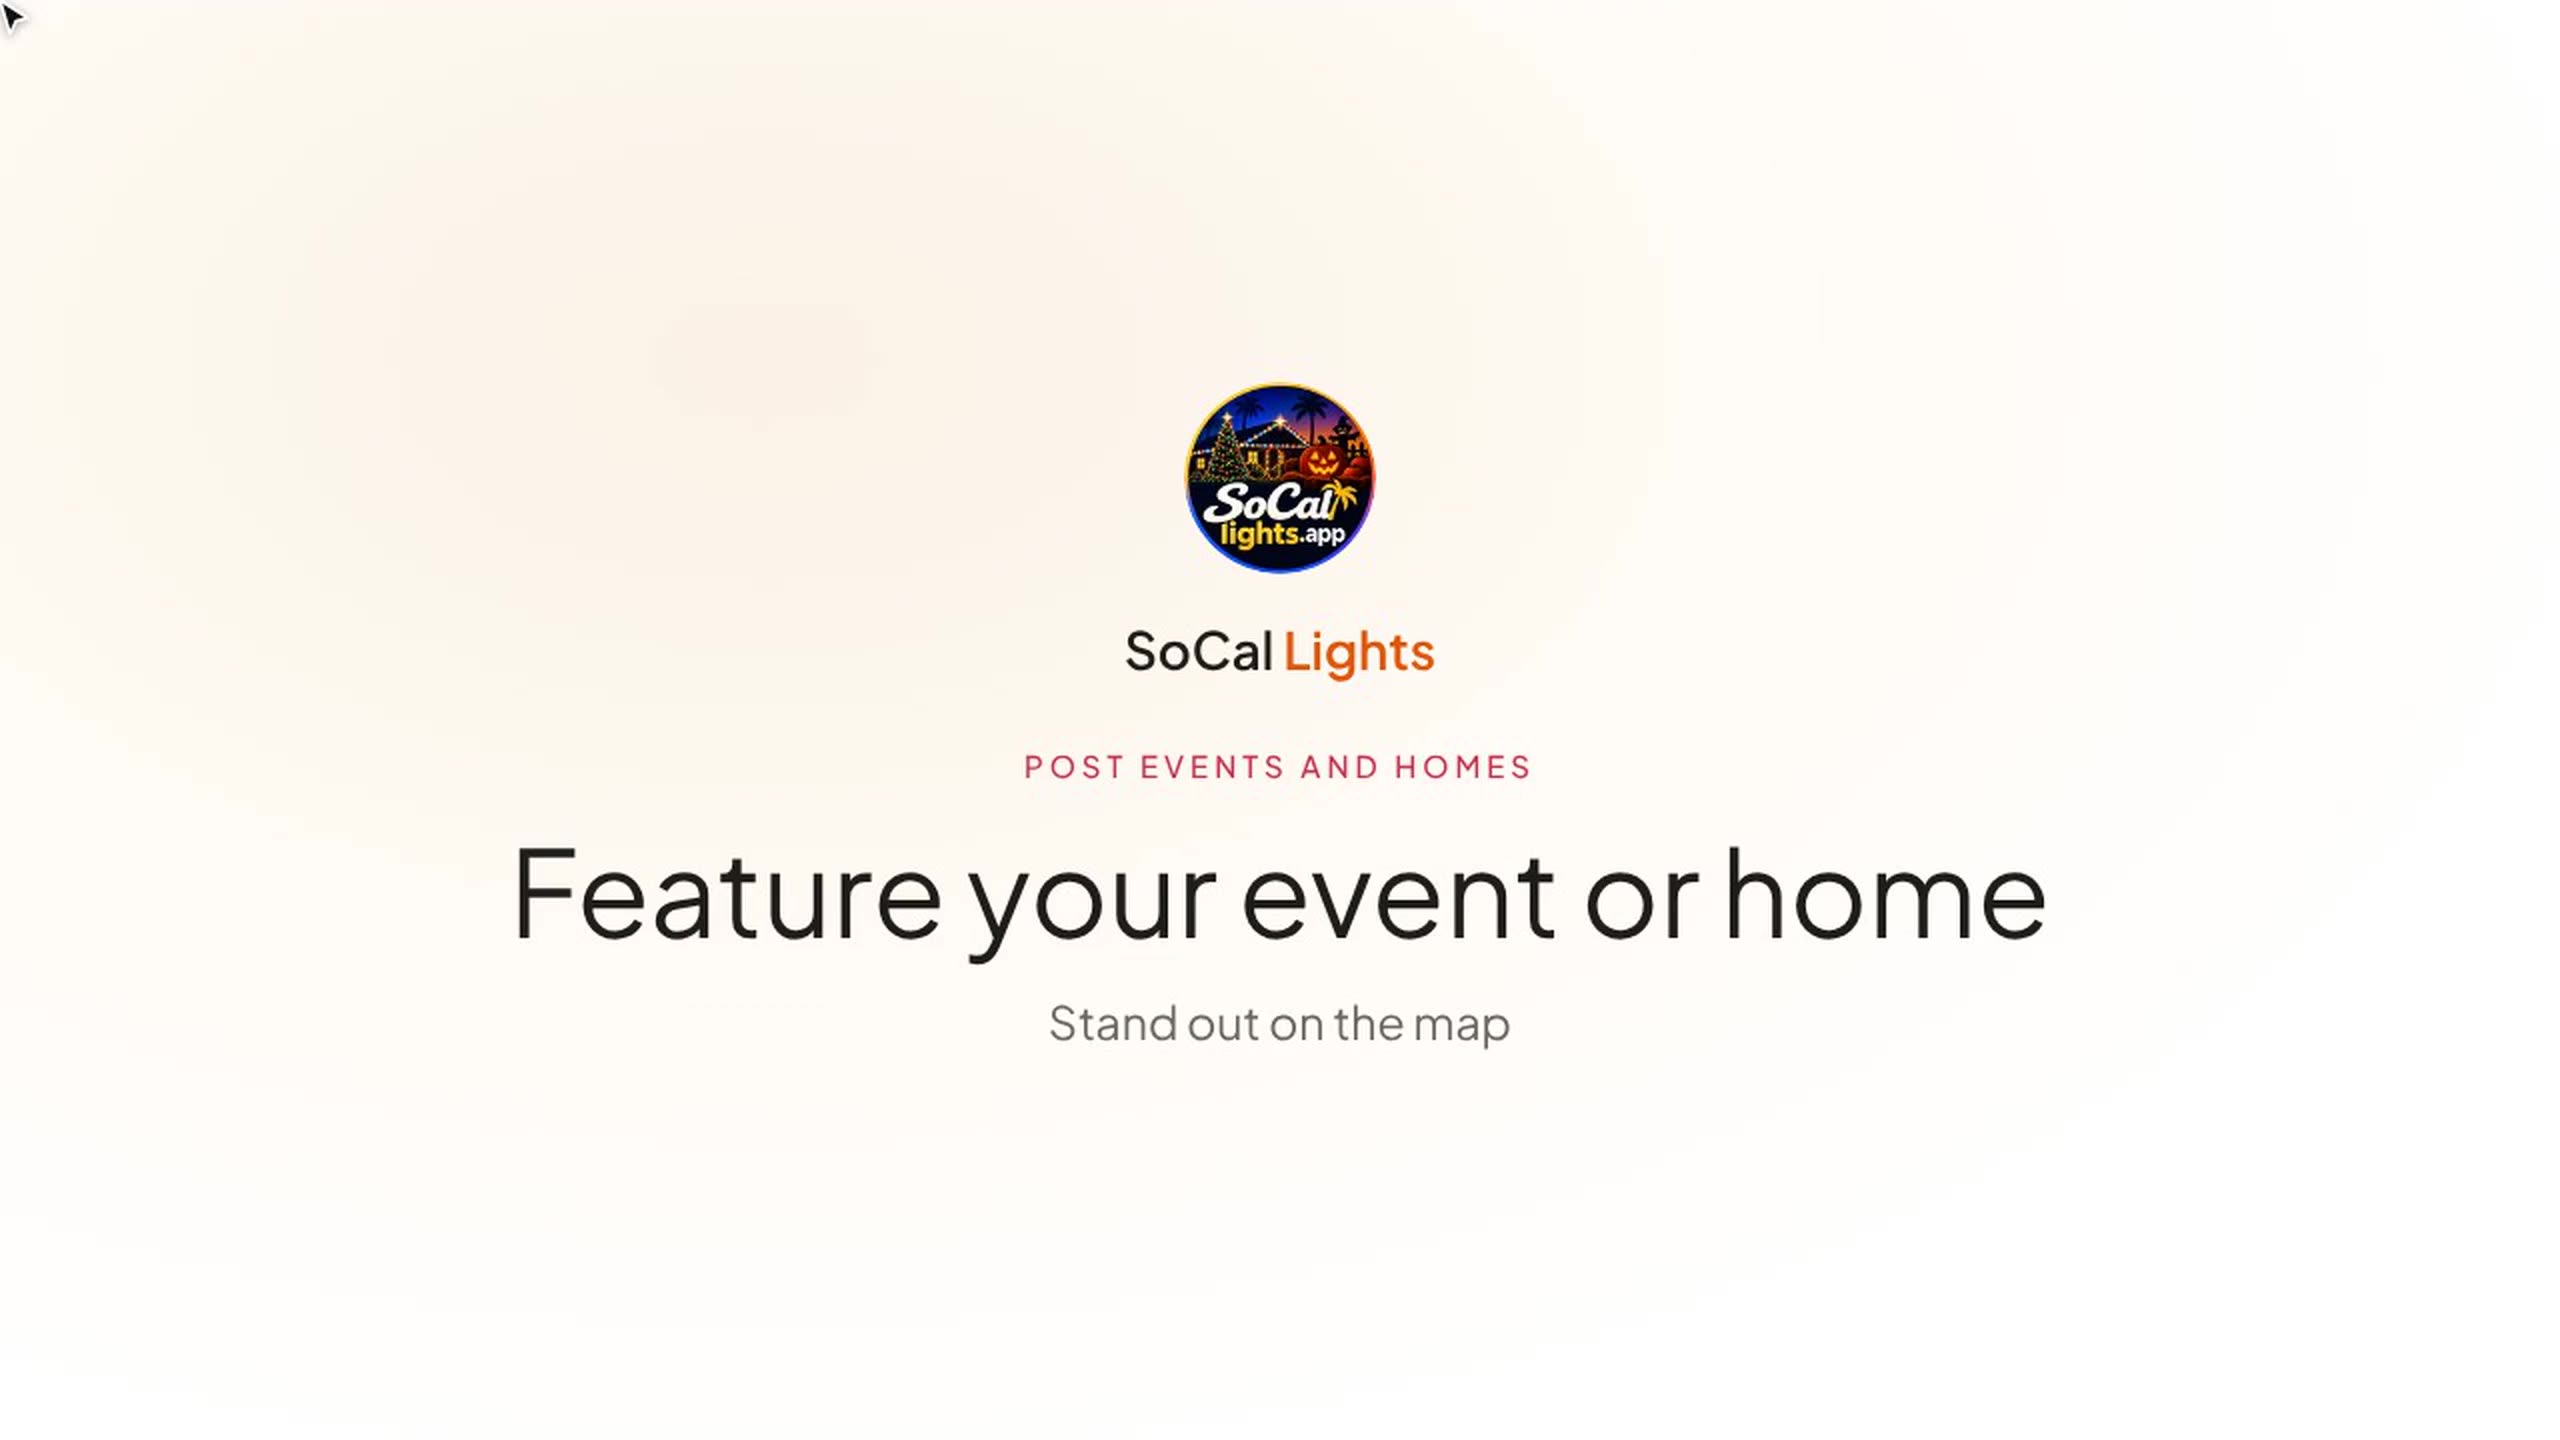 SoCal
lights.app
SoCal Lights
POST EVENTS AND HOMES
Feature your event or home
Stand out on the map